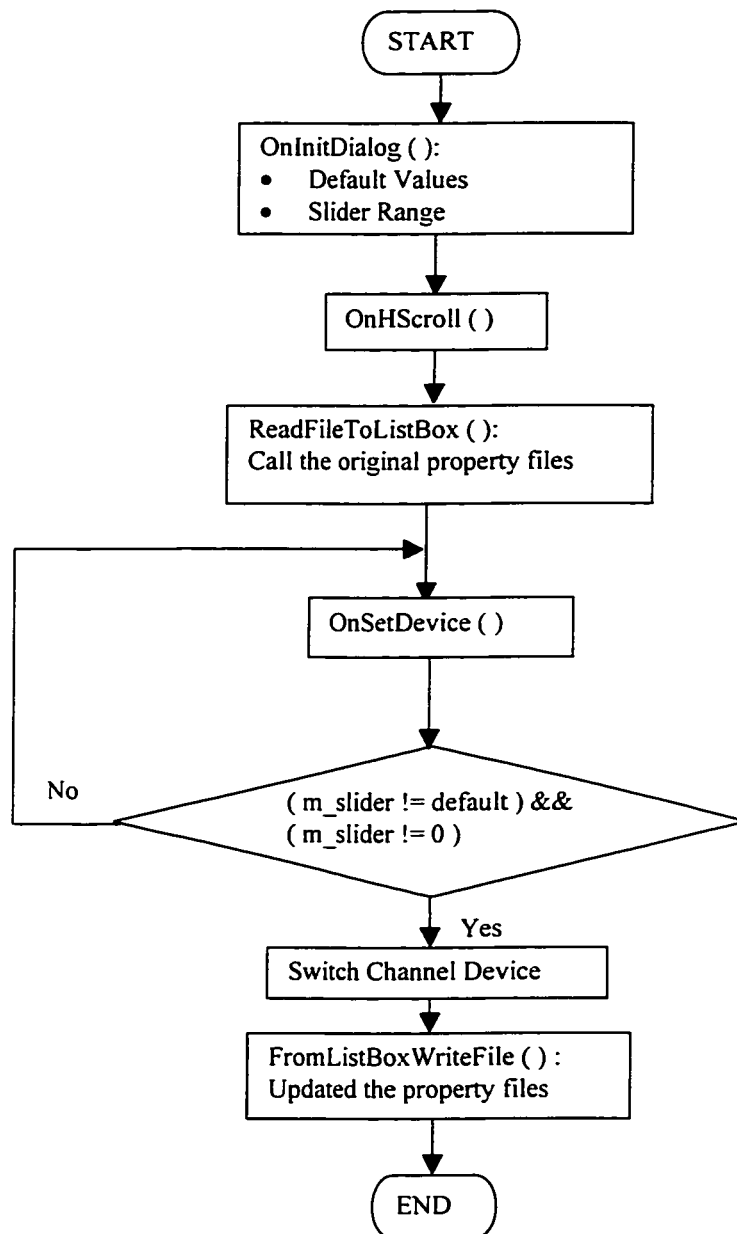 START
OnInitDialog ( ):
• Default Values
• Slider Range
OnHScroll ( )
ReadFileToListBox ( ):
Call the original property files
OnSetDevice ( )
No
( m_slider != default ) &&
( m_slider != 0 )
Yes
Switch Channel Device
FromListBoxWriteFile ( ) :
Updated the property files
END